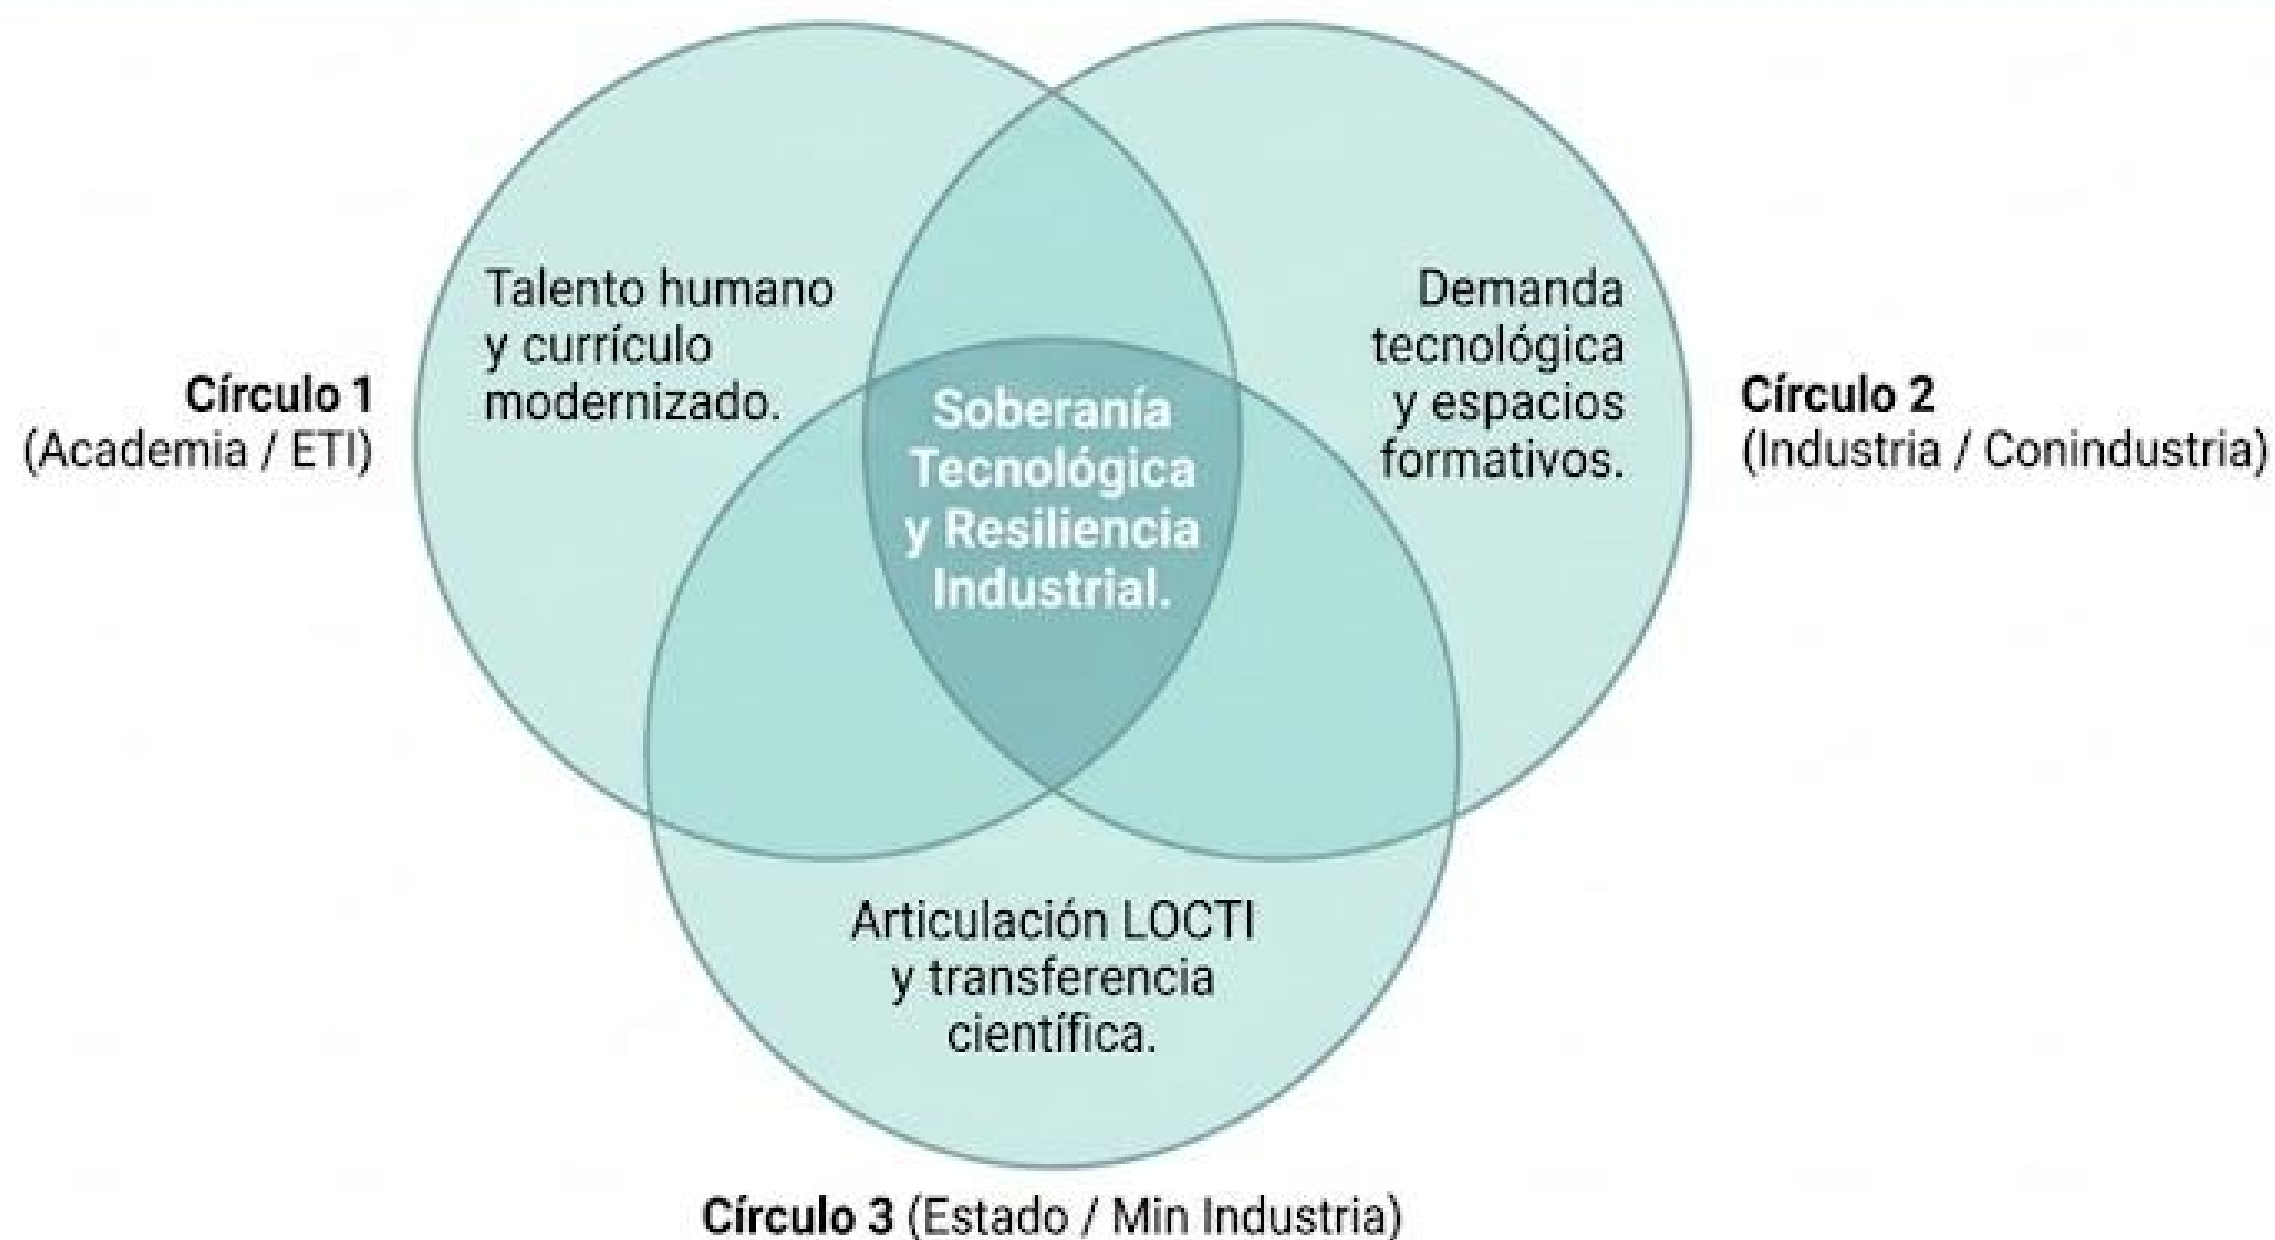 Talento humano
y currículo
modernizado.
Círculo 1
(Academia / ETI)
Demanda
tecnológica
y espacios
formativos.
Círculo 2
(Industria / Conindustria)
Soberanía
Tecnológica
y Resiliencia
Industrial.
Articulación LOCTI
y transferencia
científica.
Círculo 3 (Estado / Min Industria)